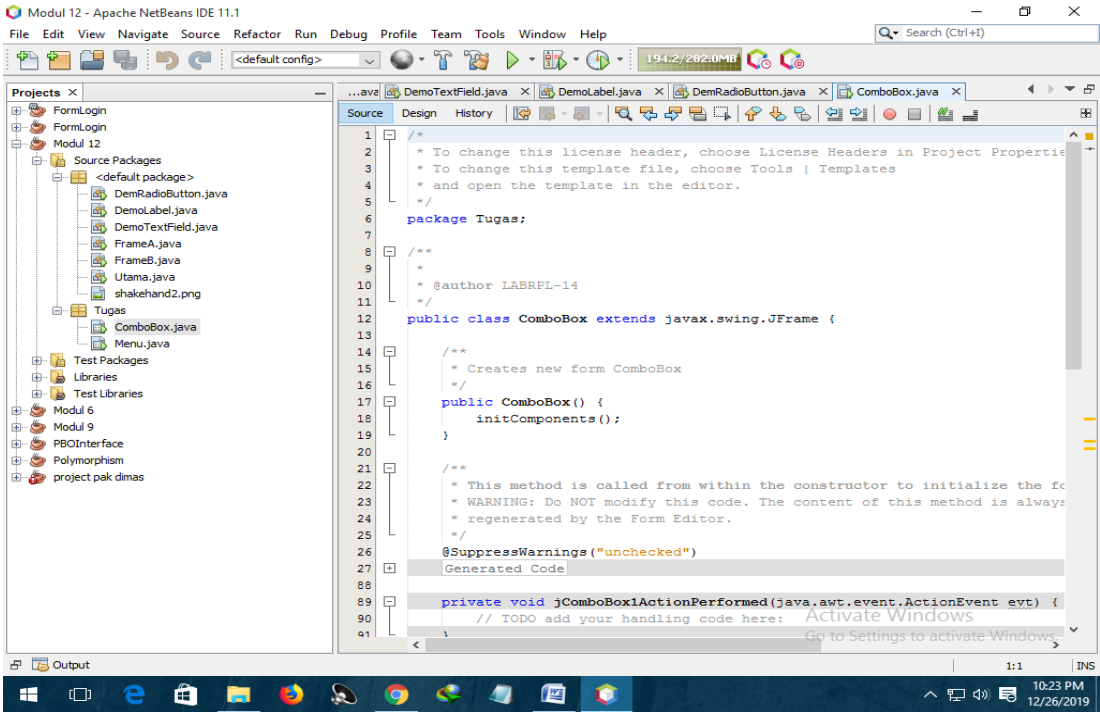 Modul 12 - Apache NetBeans IDE 11.1
File Edit View Navigate Source Refactor Run Debug Profile Team Tools Window Help
Search (Ctrl+I)
<default config>
194.2/282.0MB
Projects
FormLogin
FormLogin
Modul 12
Source Packages
<default package>
DemRadioButton.java
DemoLabel.java
DemoTextField.java
FrameA.java
FrameB.java
Utama.java
shakehand2.png
Tugas
ComboBox.java
Menu.java
Test Packages
Libraries
Test Libraries
Modul 6
Modul 9
PBOInterface
Polymorphism
project pak dimas
...ava DemoTextField.java DemoLabel.java DemRadioButton.java ComboBox.java
Source Design History
1 /*
2 * To change this license header, choose License Headers in Project Propertie
3 * To change this template file, choose Tools | Templates
4 * and open the template in the editor.
5 */
6 package Tugas;
7
8 /**
9 *
10 * @author LABRPL-14
11 */
12 public class ComboBox extends javax.swing.JFrame {
13
14 /**
15 * Creates new form ComboBox
16 */
17 public ComboBox() {
18 initComponents();
19 }
20
21 /**
22 * This method is called from within the constructor to initialize the fo
23 * WARNING: Do NOT modify this code. The content of this method is always
24 * regenerated by the Form Editor.
25 */
26 @SuppressWarnings("unchecked")
27 Generated Code
88
89 private void jComboBox1ActionPerformed(java.awt.event.ActionEvent evt) {
90 // TODO add your handling code here:
91 }
Activate Windows
Go to Settings to activate Windows.
Output
1:1 INS
10:23 PM
12/26/2019